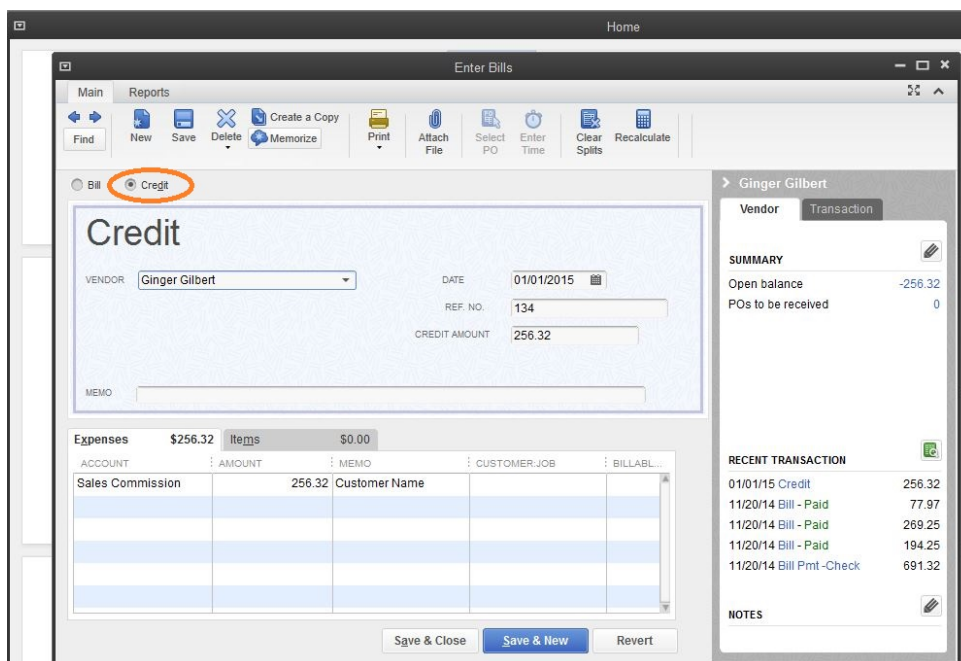 Home
Enter Bills
Main Reports
Find New Save Delete Create a Copy Memorize Print Attach File Select PO Enter Time Clear Splits Recalculate
Bill Credit
Credit
VENDOR Ginger Gilbert DATE 01/01/2015
REF. NO. 134
CREDIT AMOUNT 256.32
MEMO
Expenses $256.32 Items $0.00
ACCOUNT AMOUNT MEMO CUSTOMER:JOB BILLABL...
Sales Commission 256.32 Customer Name
Save & Close Save & New Revert
Ginger Gilbert
Vendor Transaction
SUMMARY
Open balance -256.32
POs to be received 0
RECENT TRANSACTION
01/01/15 Credit 256.32
11/20/14 Bill - Paid 77.97
11/20/14 Bill - Paid 269.25
11/20/14 Bill - Paid 194.25
11/20/14 Bill Pmt -Check 691.32
NOTES